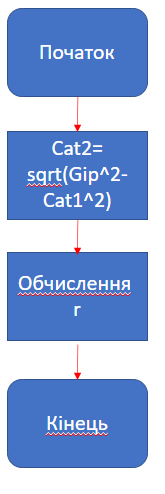 Початок
Cat2=
sqrt(Gip^2-
Cat1^2)
Обчислення
r
Кінець